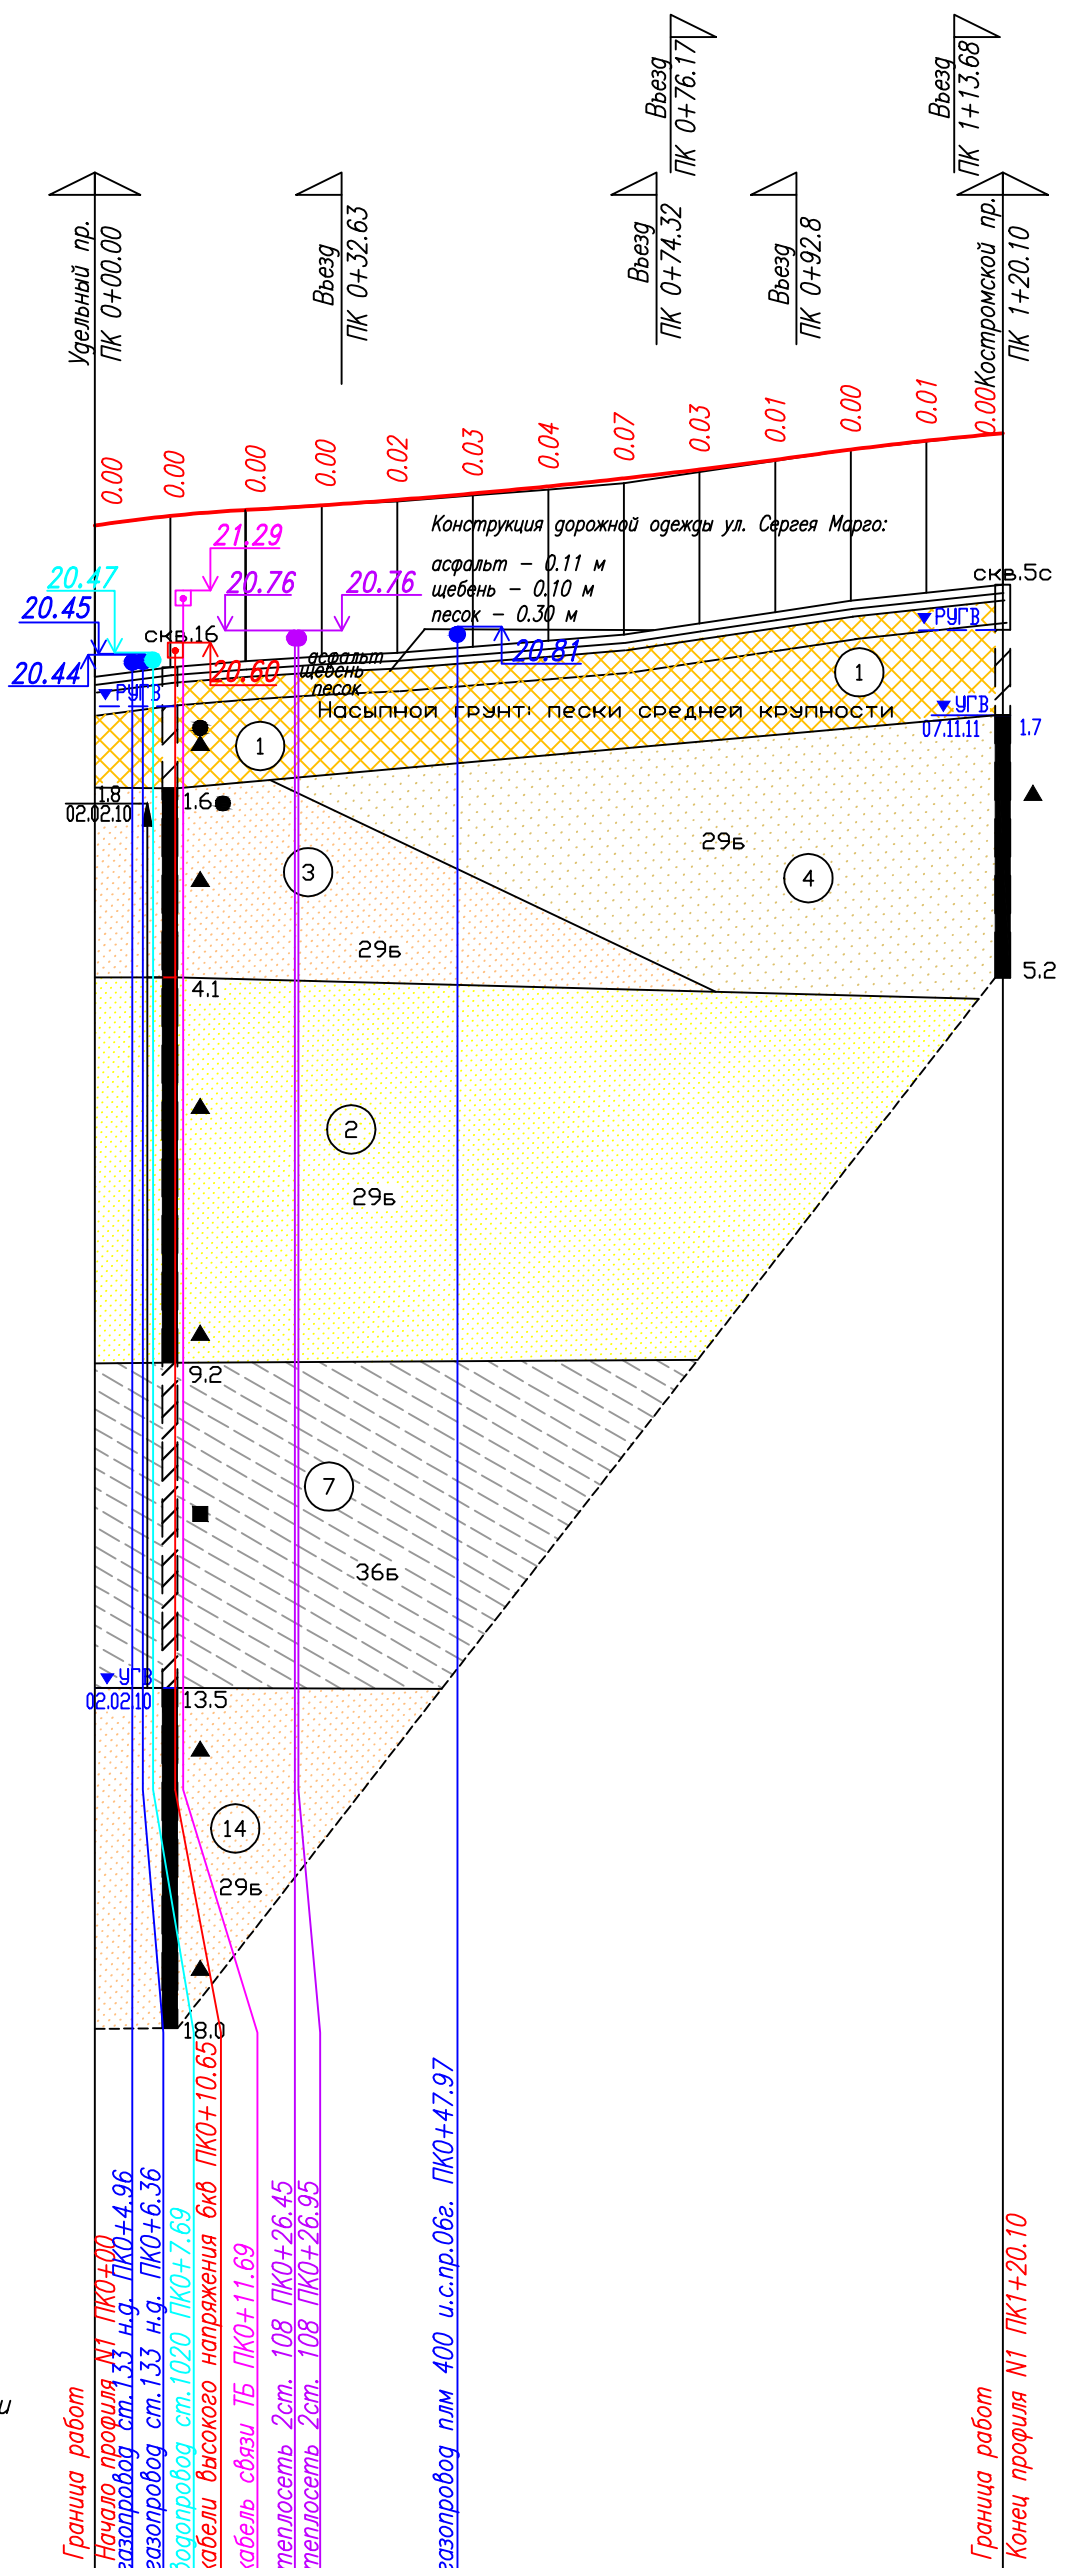 Въезд
ПК 0+76.17
Въезд
ПК 1+13.68
Удельный пр.
ПК 0+00.00
Въезд
ПК 0+32.63
Въезд
ПК 0+74.32
Въезд
ПК 0+92.8
Костромской пр.
ПК 1+20.10
0.00
0.00
0.00
0.00
0.02
0.03
0.04
0.07
0.03
0.01
0.00
0.01
0.00
Конструкция дорожной одежды ул. Сергея Марго:
асфальт - 0.11 м
щебень - 0.10 м
песок - 0.30 м
21.29
20.47
20.76
20.76
20.45
скв.16
скв.5с
20.44
20.60
20.81
асфальт
щебень
песок
РУГВ
РУГВ
Насыпной грунт: пески средней крупности
УГВ
07.11.11
1.7
1
1
1.8
02.02.10
1.6
3
29Б
4
29Б
4.1
5.2
2
29Б
9.2
7
36Б
УГВ
02.02.10
13.5
14
29Б
18.0
и
Граница работ
Начало профиля N1 ПК0+00
газопровод ст.133 н.д. ПК0+4.96
газопровод ст.133 н.д. ПК0+6.36
водопровод ст.1020 ПК0+7.69
кабели высокого напряжения 6кв ПК0+10.65
кабель связи ТБ ПК0+11.69
теплосеть 2ст. 108 ПК0+26.45
теплосеть 2ст. 108 ПК0+26.95
газопровод плм 400 и.с.пр.06г. ПК0+47.97
Граница работ
Конец профиля N1 ПК1+20.10